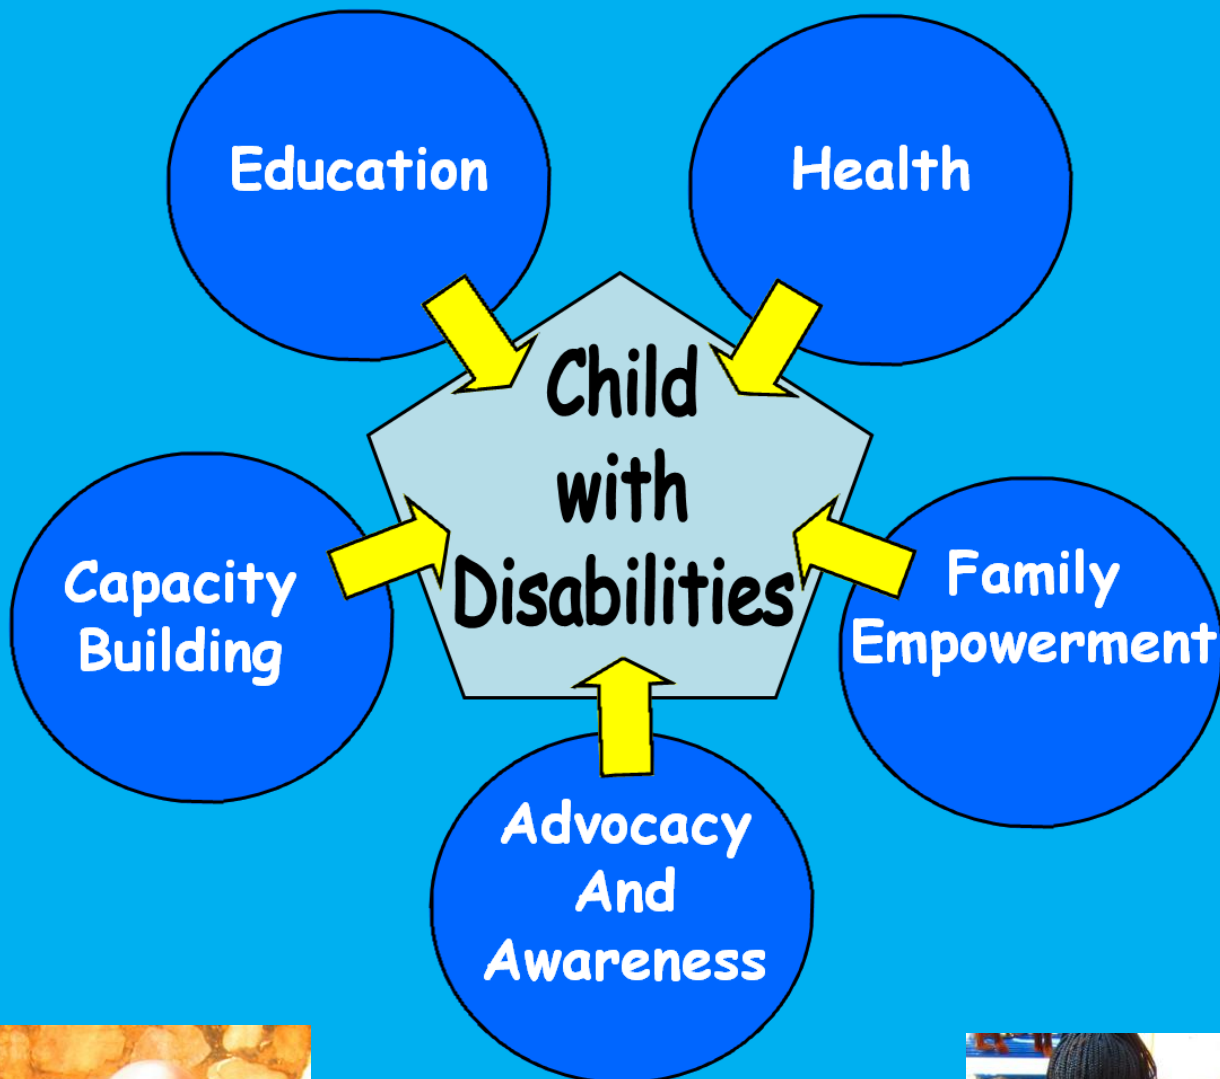 Education
Health
Child
with
Disabilities
Capacity
Building
Family
Empowerment
Advocacy
And
Awareness